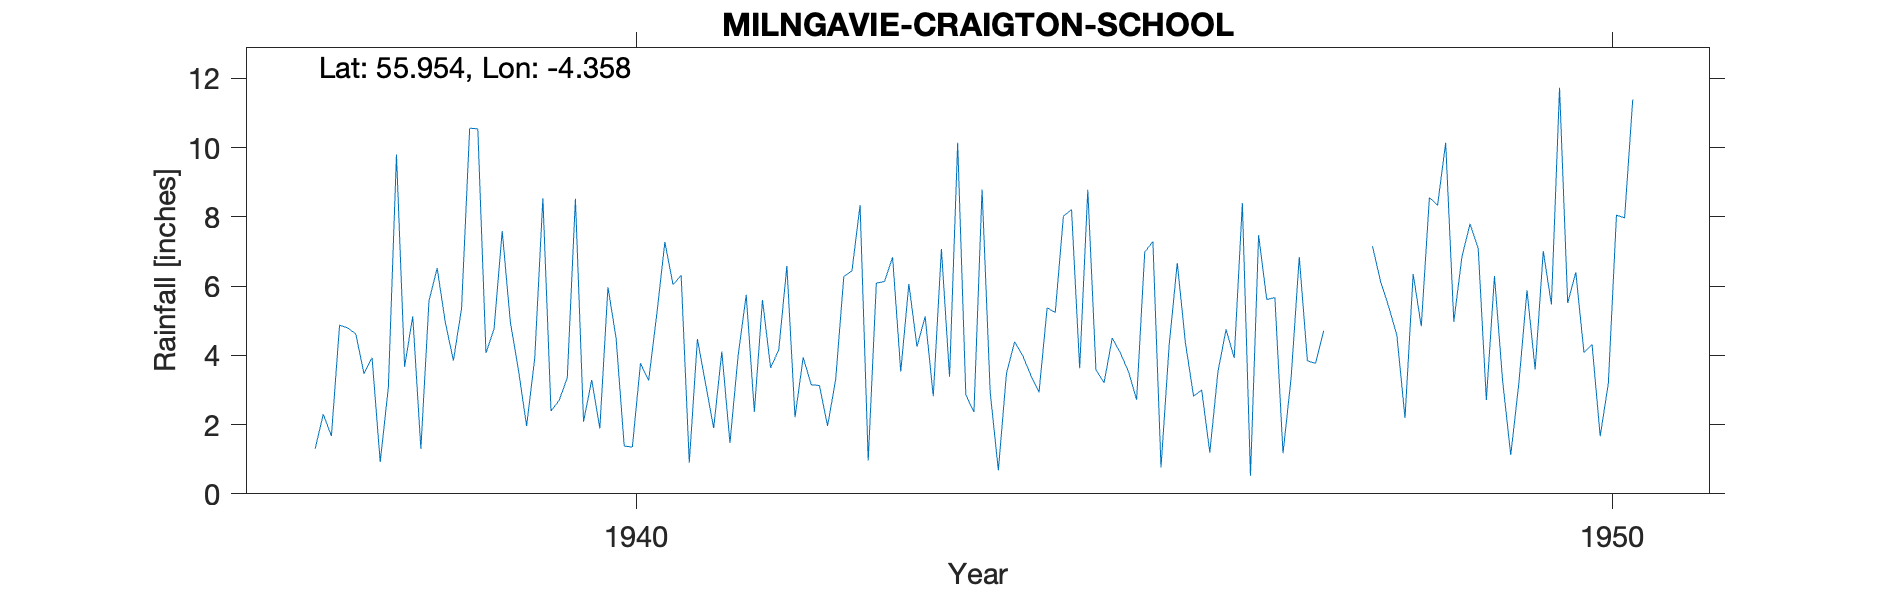 MILNGAVIE-CRAIGTON-SCHOOL
Lat: 55.954, Lon: -4.358
12
10
8
6
4
2
0
Rainfall [inches]
1940
1950
Year